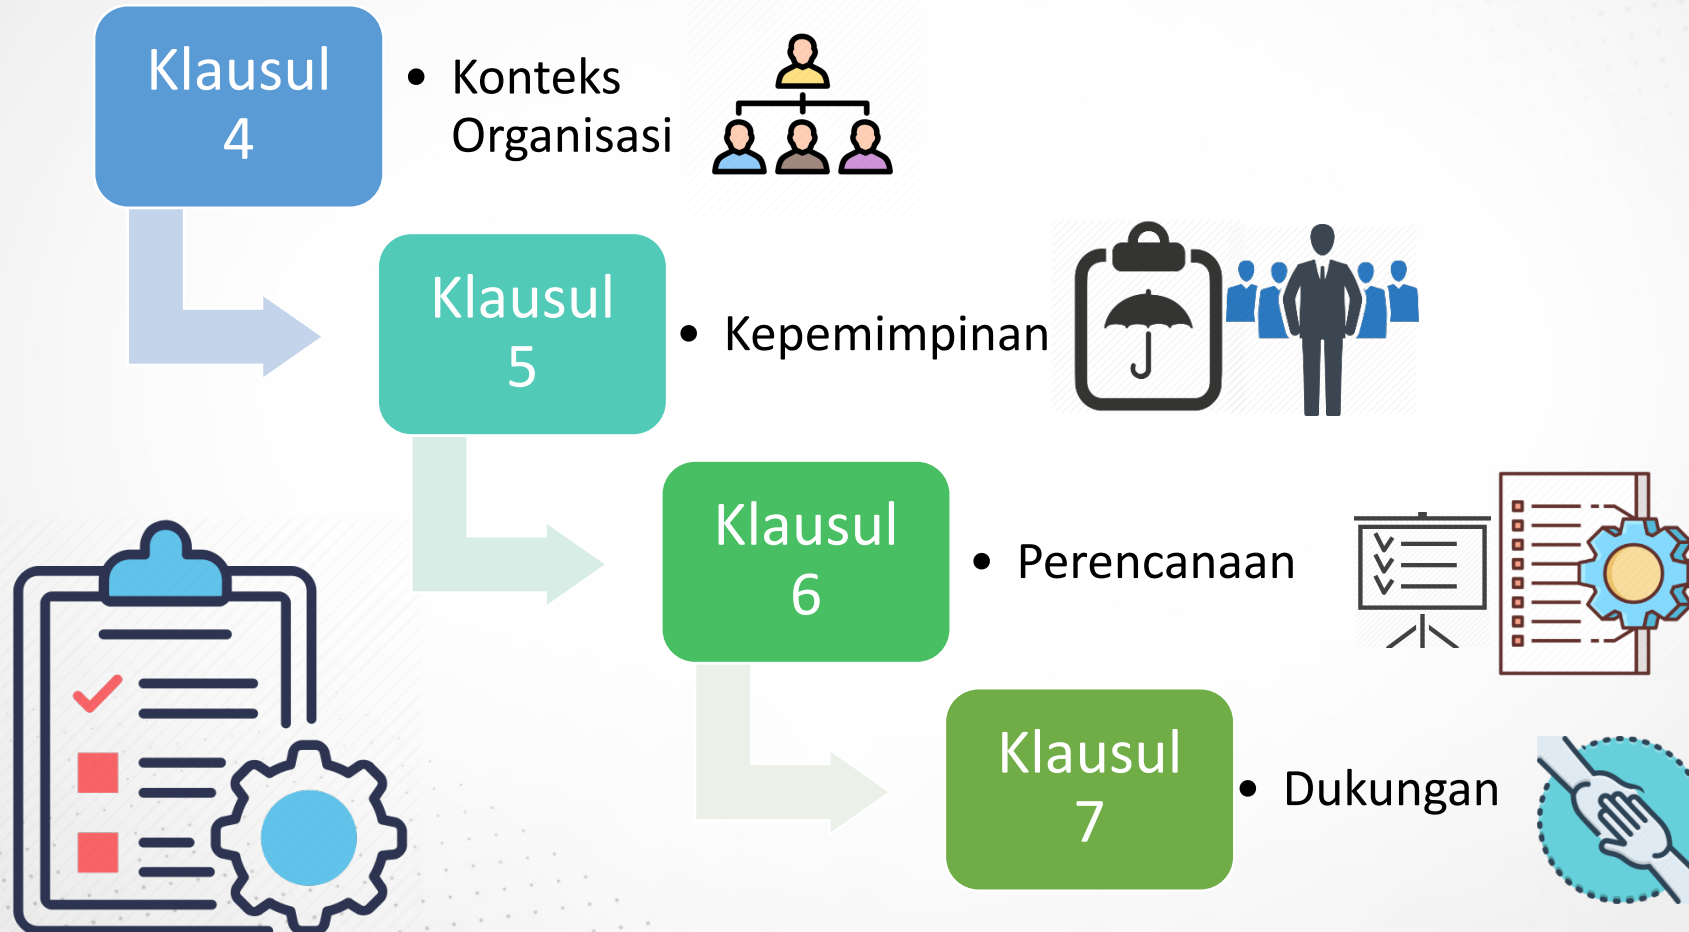 Klausul
4
• Konteks
Organisasi
Klausul
5
• Kepemimpinan
Klausul
6
• Perencanaan
Klausul
7
• Dukungan